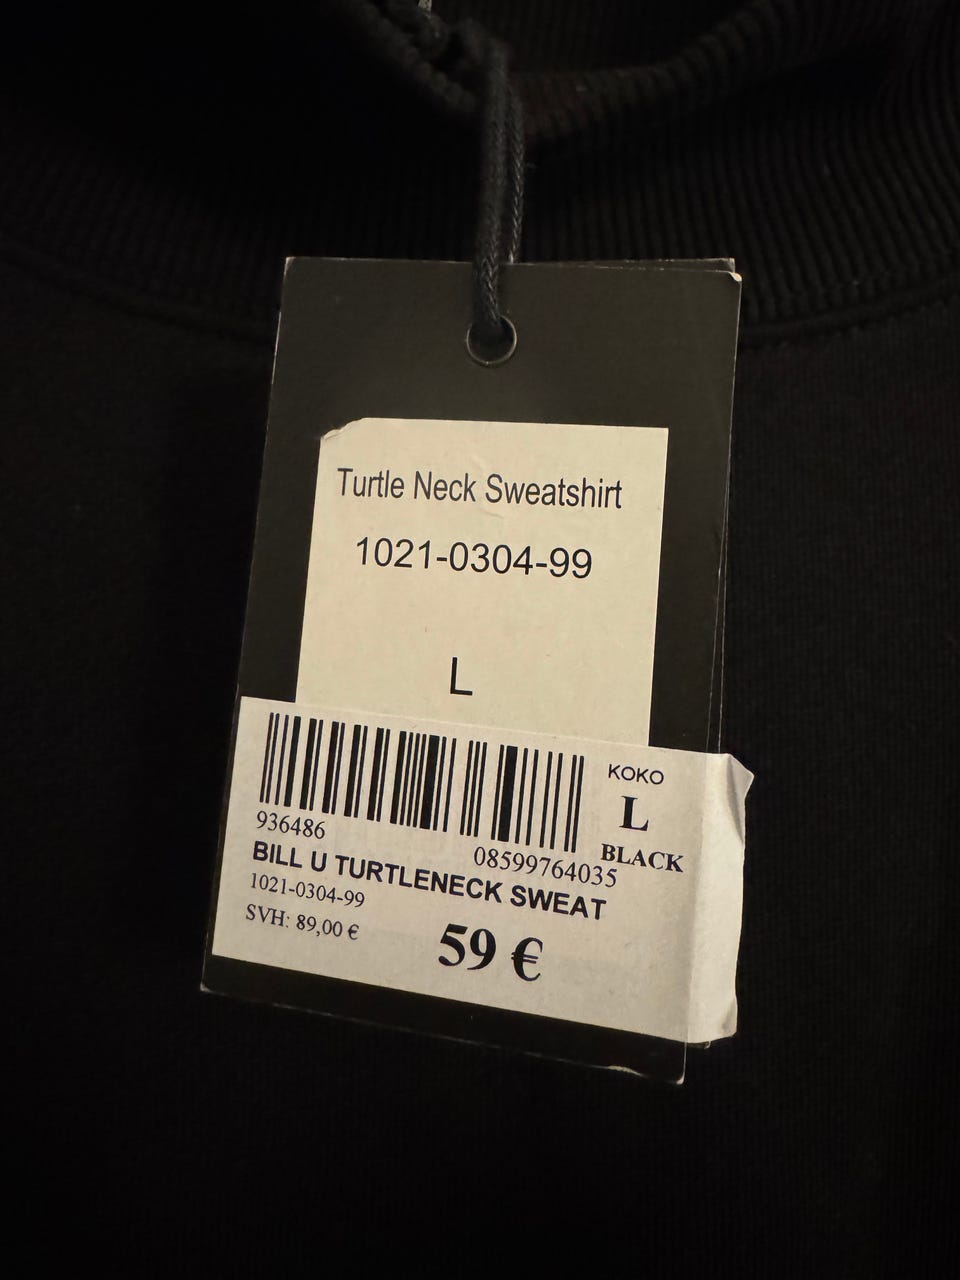 Turtle Neck Sweatshirt
1021-0304-99
L
KOKO
L
BLACK
936486
08599764035
BILL U TURTLENECK SWEAT
1021-0304-99
SVH: 89,00 €
59 €